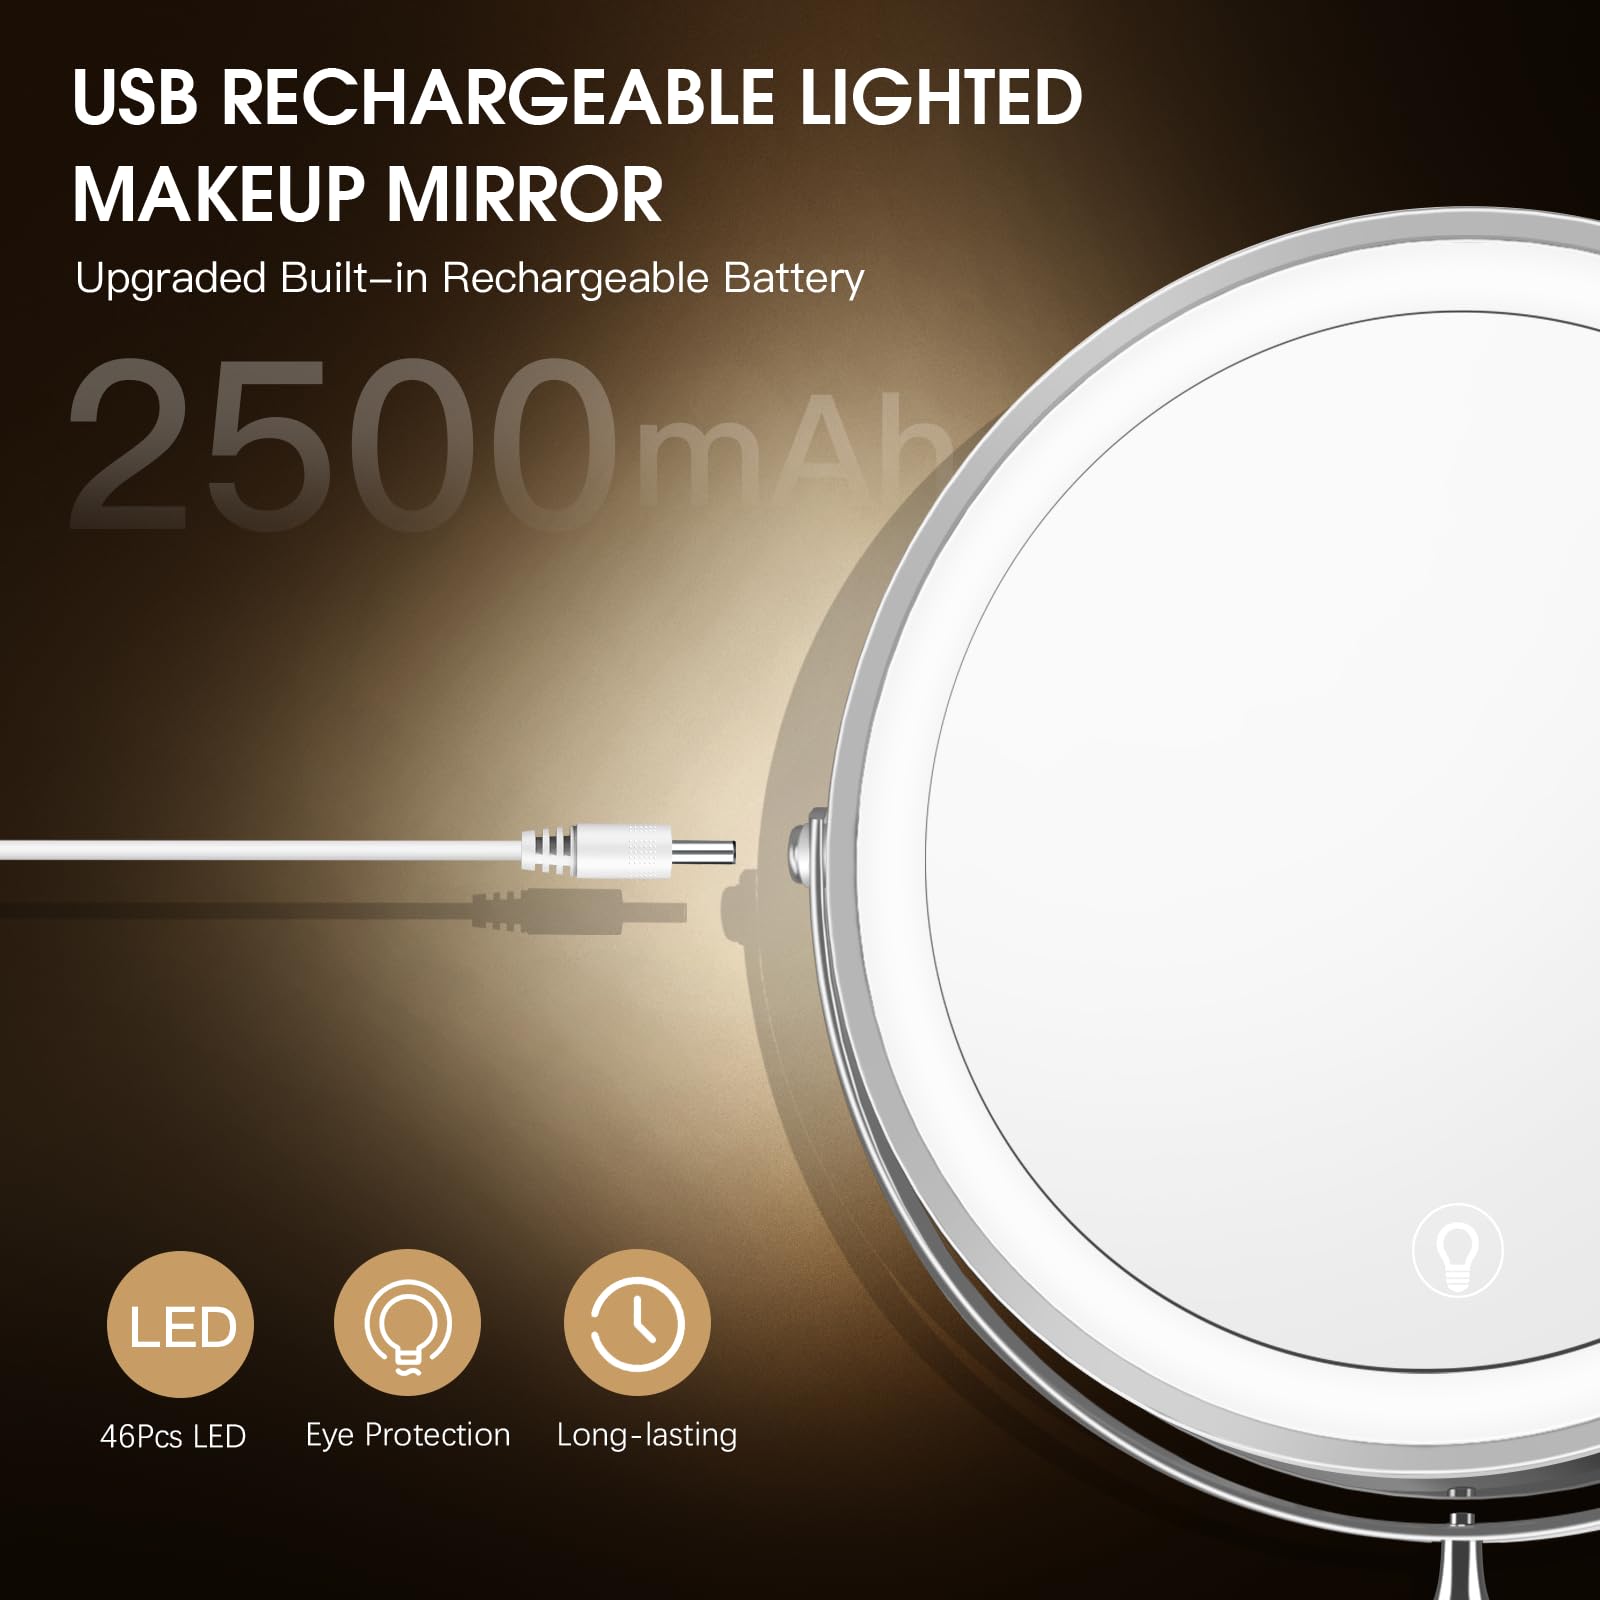 USB RECHARGEABLE LIGHTED
MAKEUP MIRROR
Upgraded Built-in Rechargeable Battery
2500mAh
LED
46Pcs LED
Eye Protection
Long-lasting